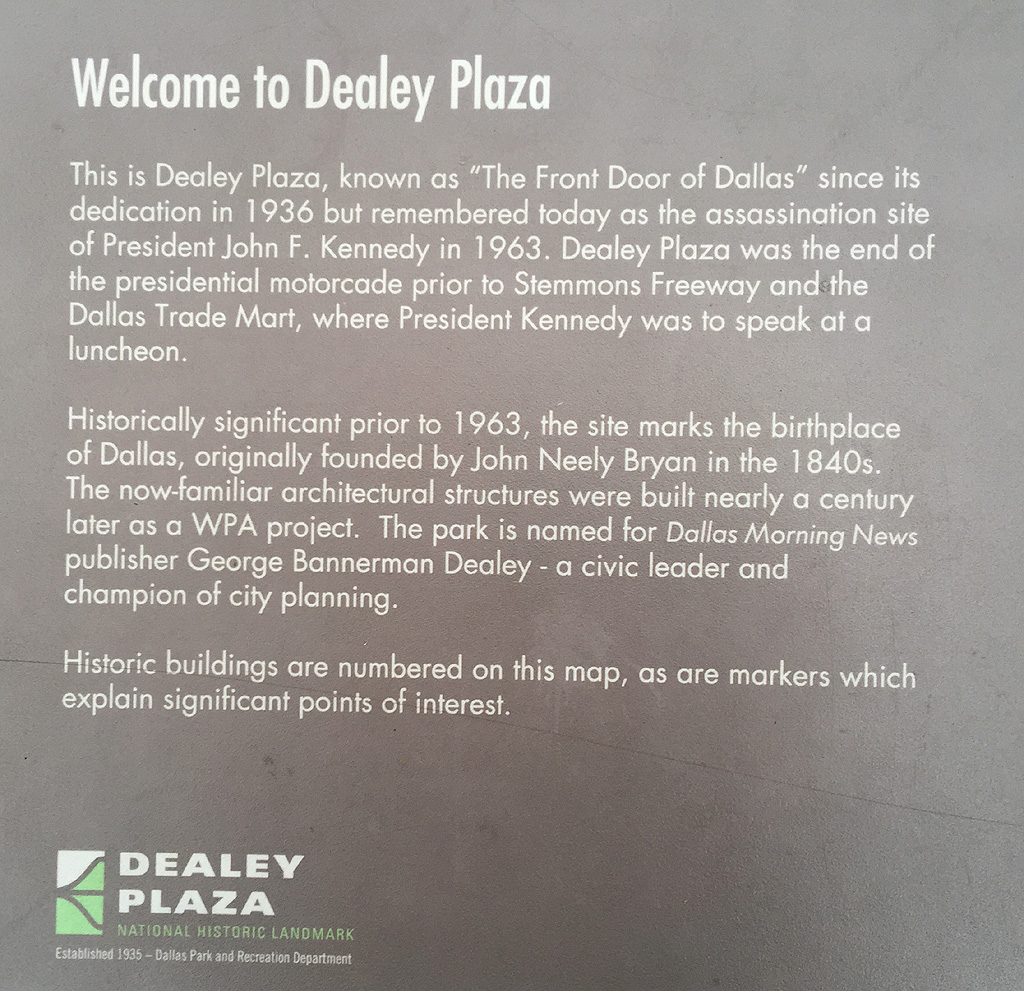 Welcome to Dealey Plaza
This is Dealey Plaza, known as “The Front Door of Dallas” since its
dedication in 1936 but remembered today as the assassination site
of President John F. Kennedy in 1963. Dealey Plaza was the end of
the presidential motorcade prior to Stemmons Freeway and the
Dallas Trade Mart, where President Kennedy was to speak at a
luncheon.
Historically significant prior to 1963, the site marks the birthplace
of Dallas, originally founded by John Neely Bryan in the 1840s.
The now-familiar architectural structures were built nearly a century
later as a WPA project. The park is named for Dallas Morning News
publisher George Bannerman Dealey - a civic leader and
champion of city planning.
Historic buildings are numbered on this map, as are markers which
explain significant points of interest.
DEALEY
PLAZA
NATIONAL HISTORIC LANDMARK
Established 1935 – Dallas Park and Recreation Department